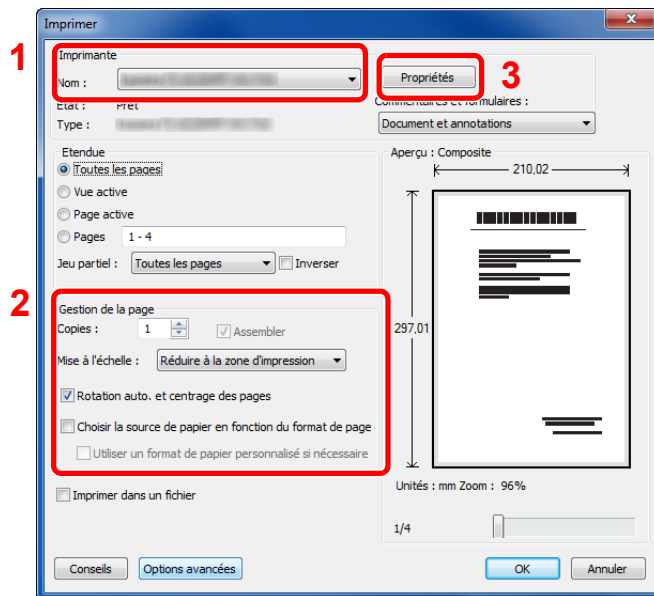 Imprimer
X
1
Imprimante
Nom :
Propriétés
3
Etat : Prêt
Commentaires et formulaires :
Type :
Document et annotations
Etendue
Toutes les pages
Vue active
Page active
Pages 1 - 4
Jeu partiel : Toutes les pages Inverser
Aperçu : Composite
210,02
297,01
2
Gestion de la page
Copies : 1 Assembler
Mise à l'échelle : Réduire à la zone d'impression
Rotation auto. et centrage des pages
Choisir la source de papier en fonction du format de page
Utiliser un format de papier personnalisé si nécessaire
Imprimer dans un fichier
Unités : mm Zoom : 96%
1/4
Conseils
Options avancées
OK
Annuler